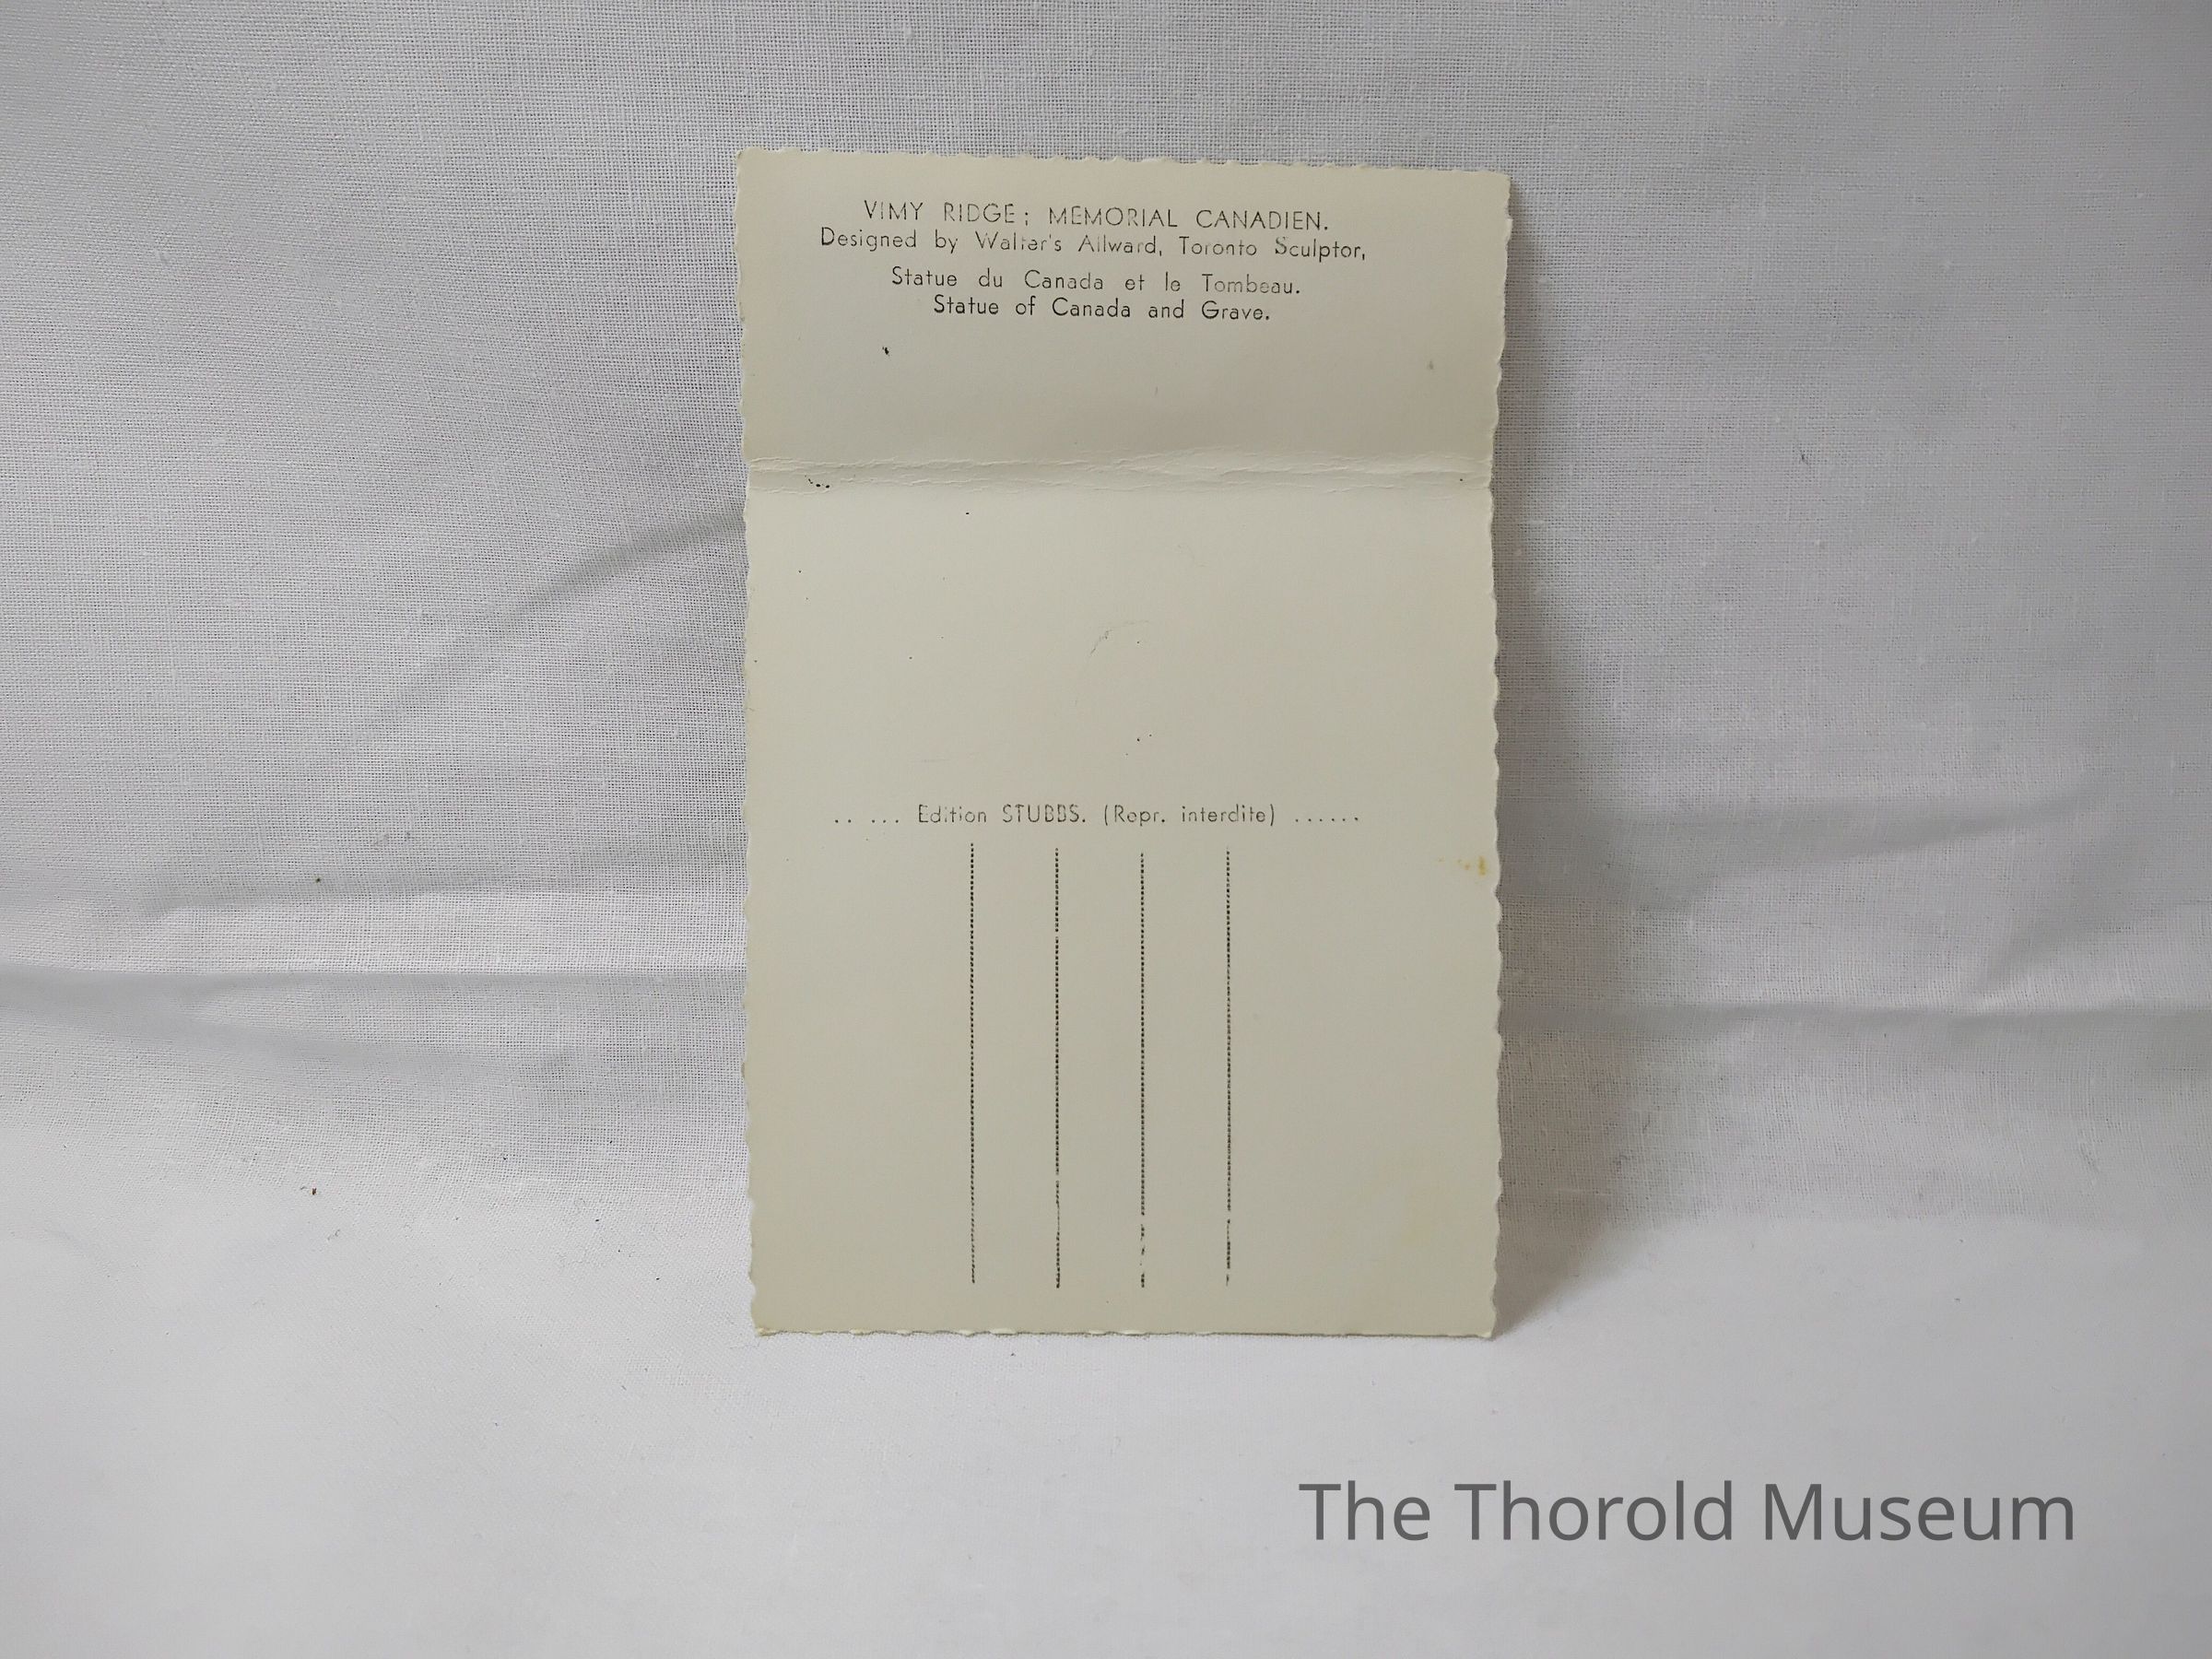 VIMY RIDGE; MEMORIAL CANADIEN.
Designed by Walter's Allward, Toronto Sculptor,
Statue du Canada et le Tombeau.
Statue of Canada and Grave.
.. ... Edition STUBBS. (Repr. interdite) ......
The Thorold Museum